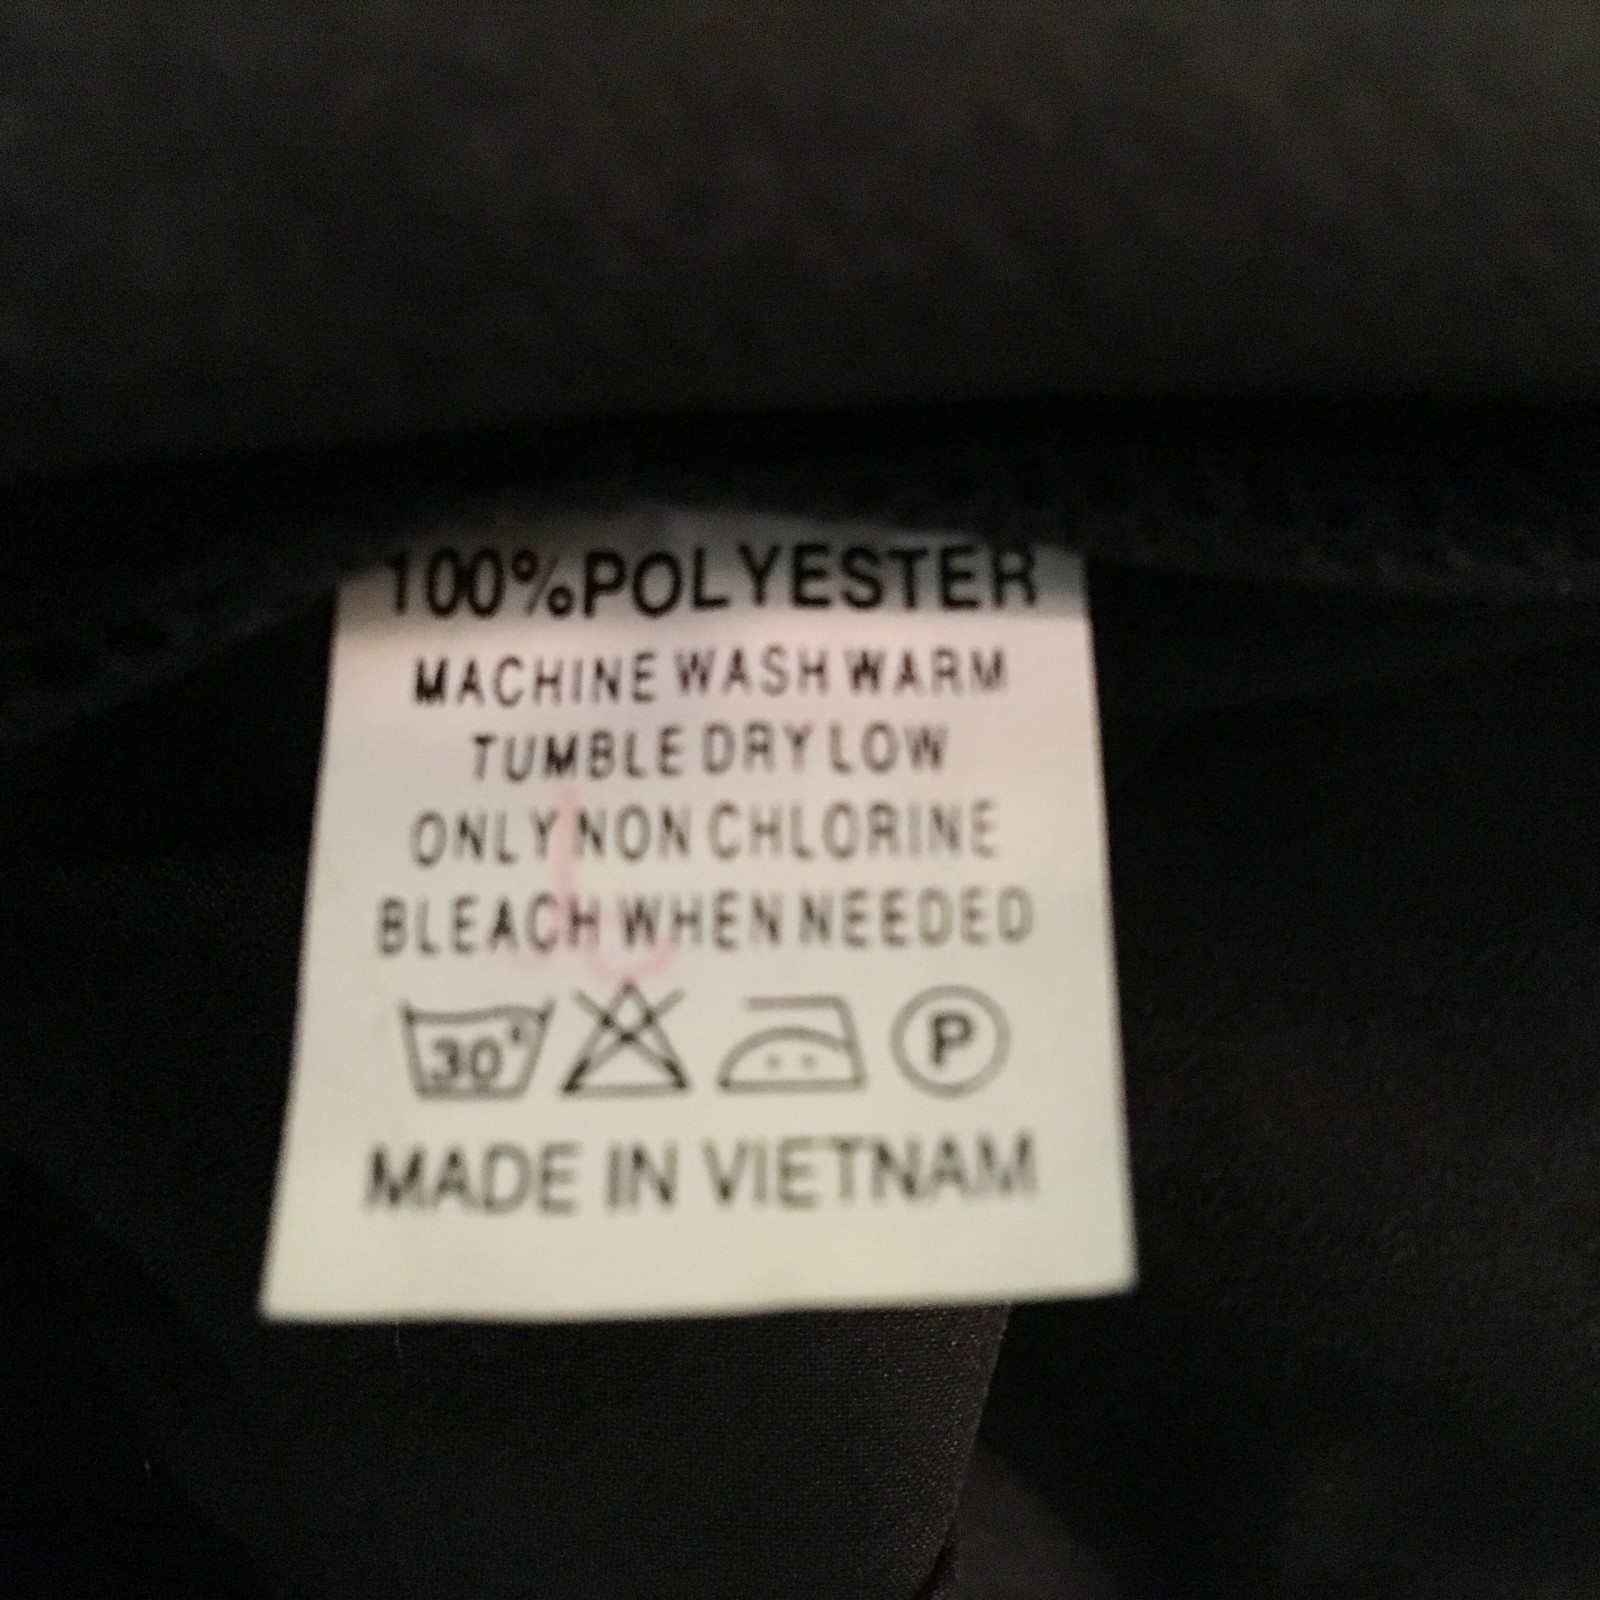 100%POLYESTER
MACHINE WASH WARM
TUMBLE DRY LOW
ONLY NON CHLORINE
BLEACH WHEN NEEDED
30° P
MADE IN VIETNAM